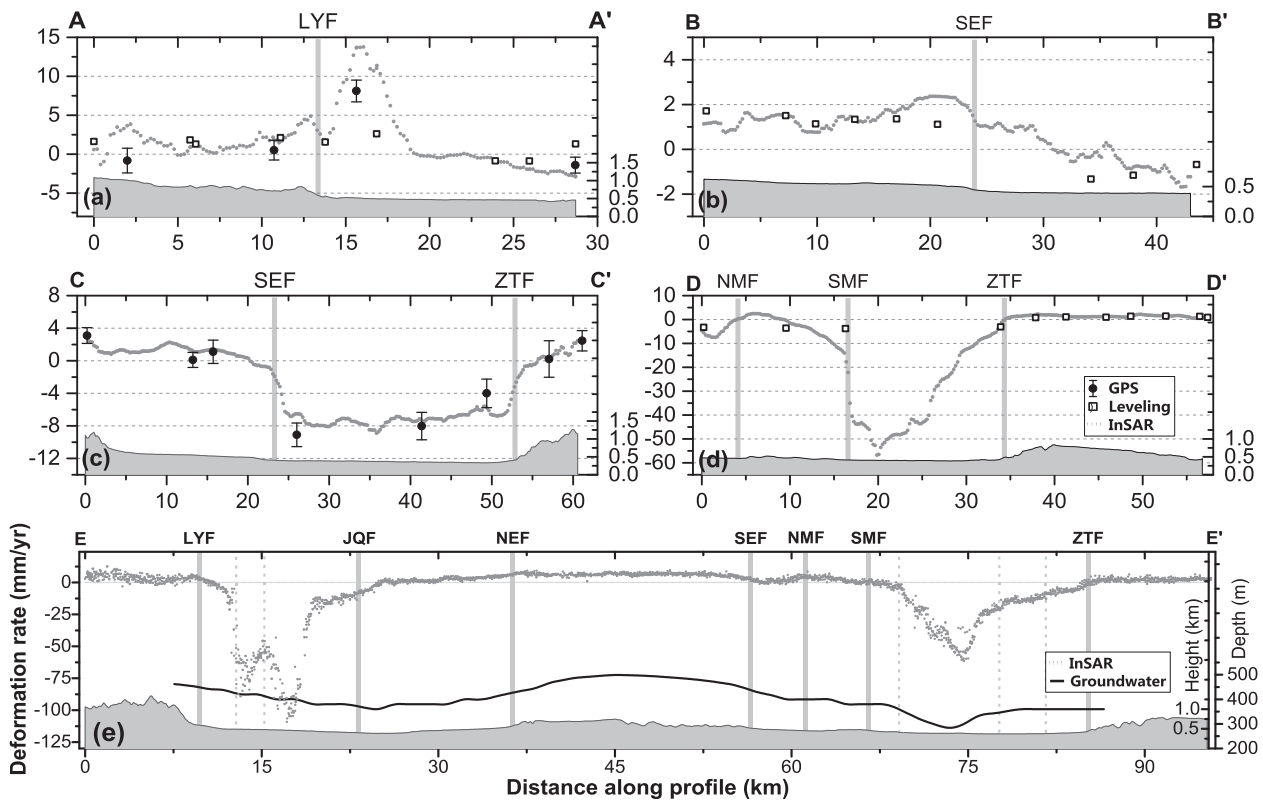 A LYF A' B SEF B'
15 4
10 2
5 0
0 1.5 -2
-5 1.0 0.5
0.5 0.0
0.0
(a) (b)
0 5 10 15 20 25 30 0 10 20 30 40
C SEF ZTF C' D NMF SMF ZTF D'
8 10
4 0
0 -10
-4 -20
-8 -30
-12 -40
1.5 -50
1.0 -60
0.5 1.0
0.0 0.5
0.0
GPS
Leveling
InSAR
(c) (d)
0 10 20 30 40 50 60 0 10 20 30 40 50
E LYF JQF NEF SEF NMF SMF ZTF E'
Deformation rate (mm/yr)
0
-25
-50
-75
-100
-125
InSAR
Groundwater
Height (km)
1.0
0.5
Depth (m)
500
400
300
200
(e)
0 15 30 45 60 75 90
Distance along profile (km)